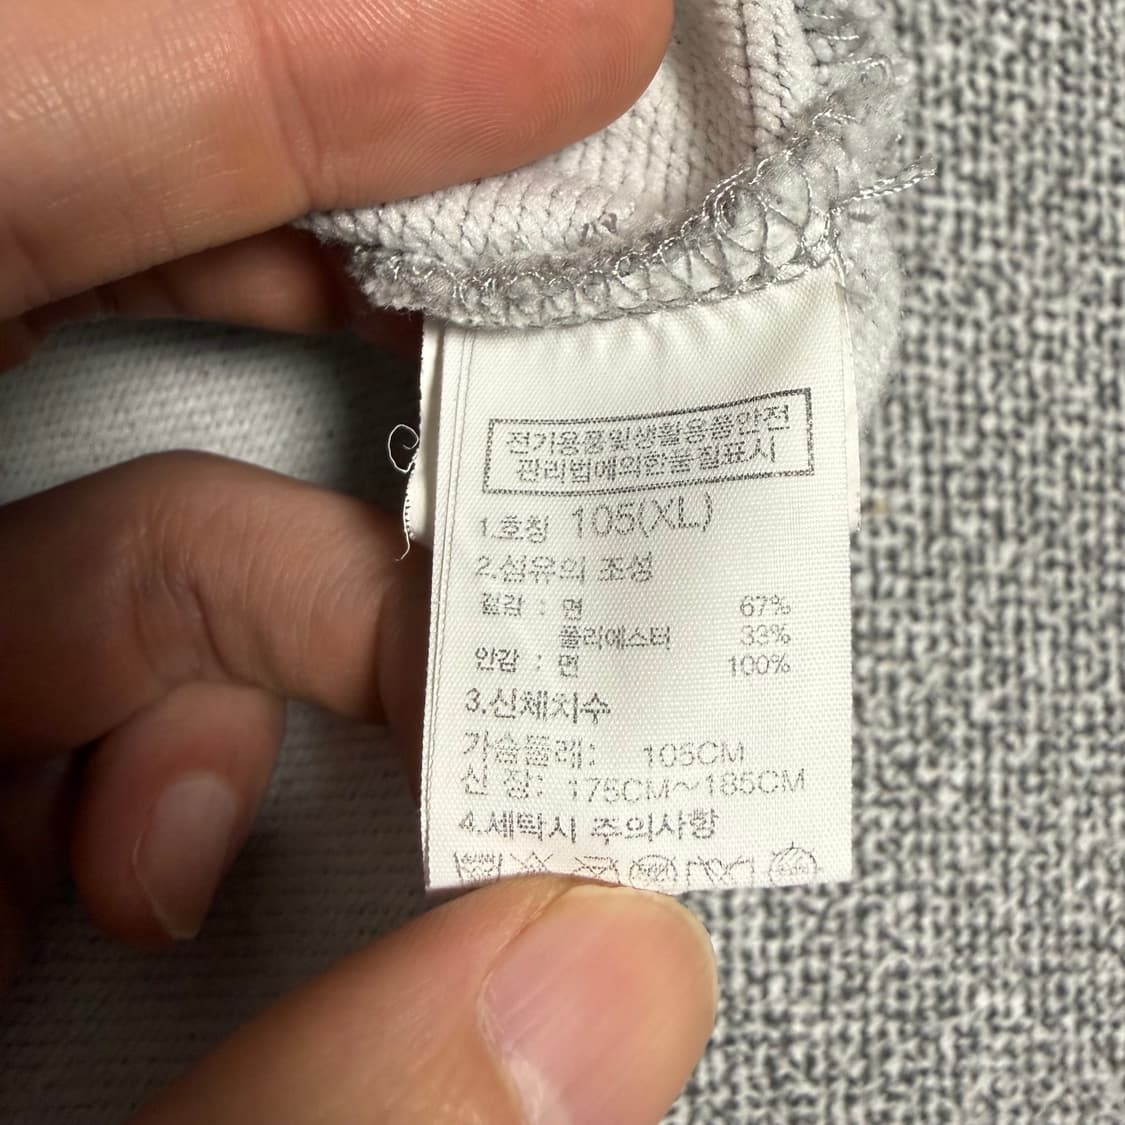 전기용품및생활용품안전
관리법에의한품질표시
1.호칭 105(XL)
2.섬유의 조성
겉감 : 면 67%
폴리에스터 33%
안감 : 면 100%
3.신체치수
가슴둘레: 105CM
신 장: 175CM~185CM
4.세탁시 주의사항